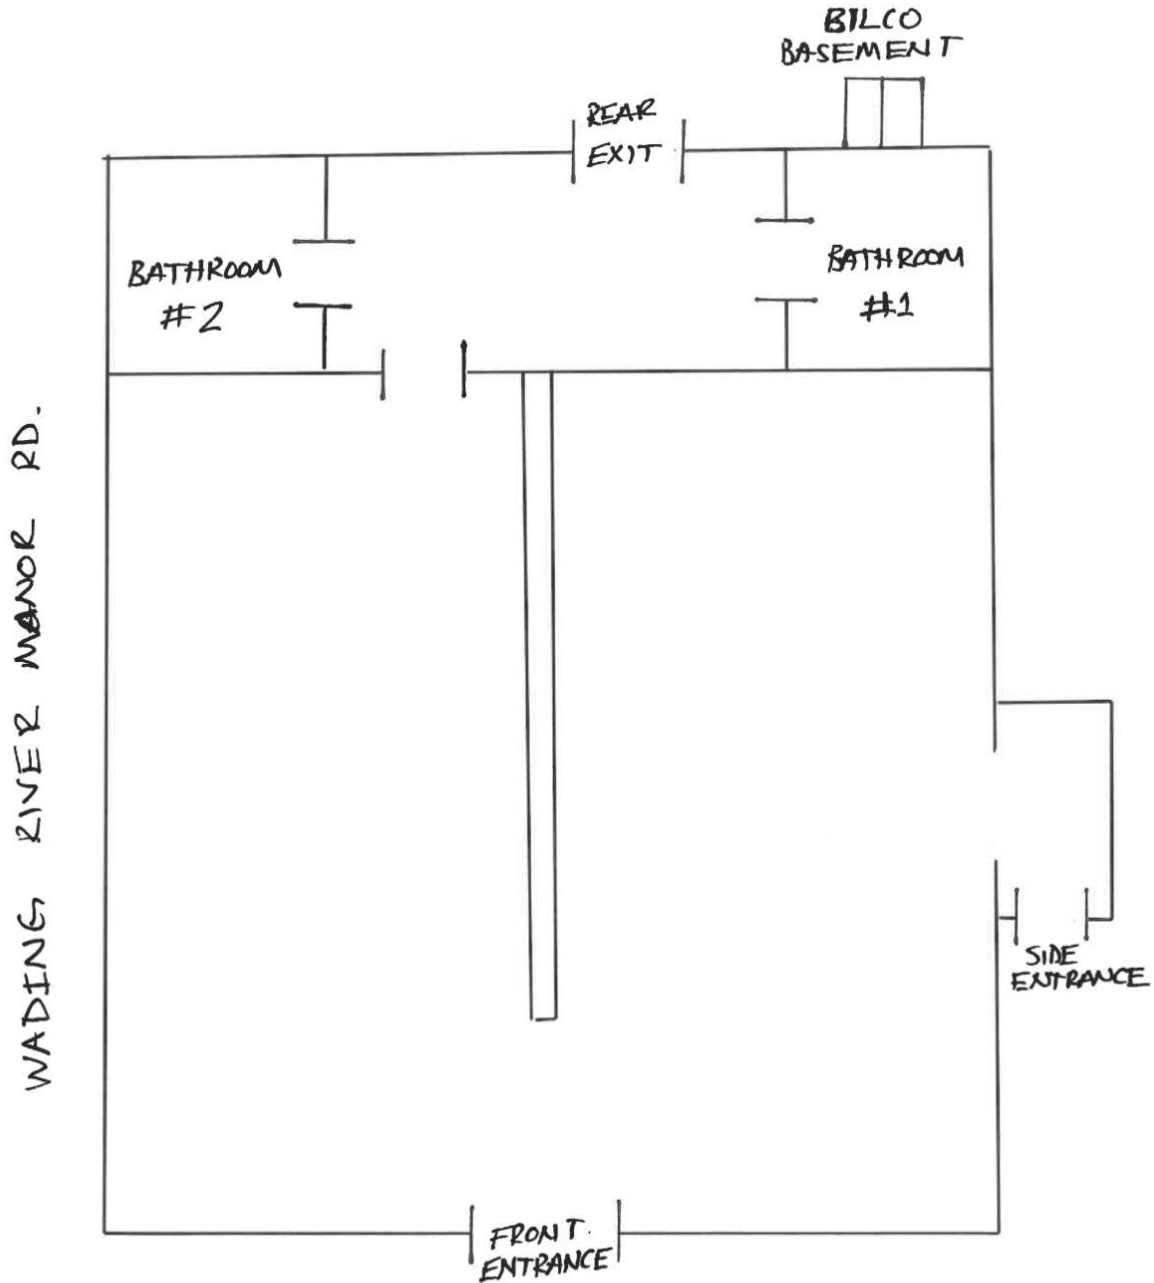 BILCO
BASEMENT
REAR
EXIT
BATHROOM
#2
BATHROOM
#1
WADING RIVER MANOR RD.
SIDE
ENTRANCE
FRONT.
ENTRANCE